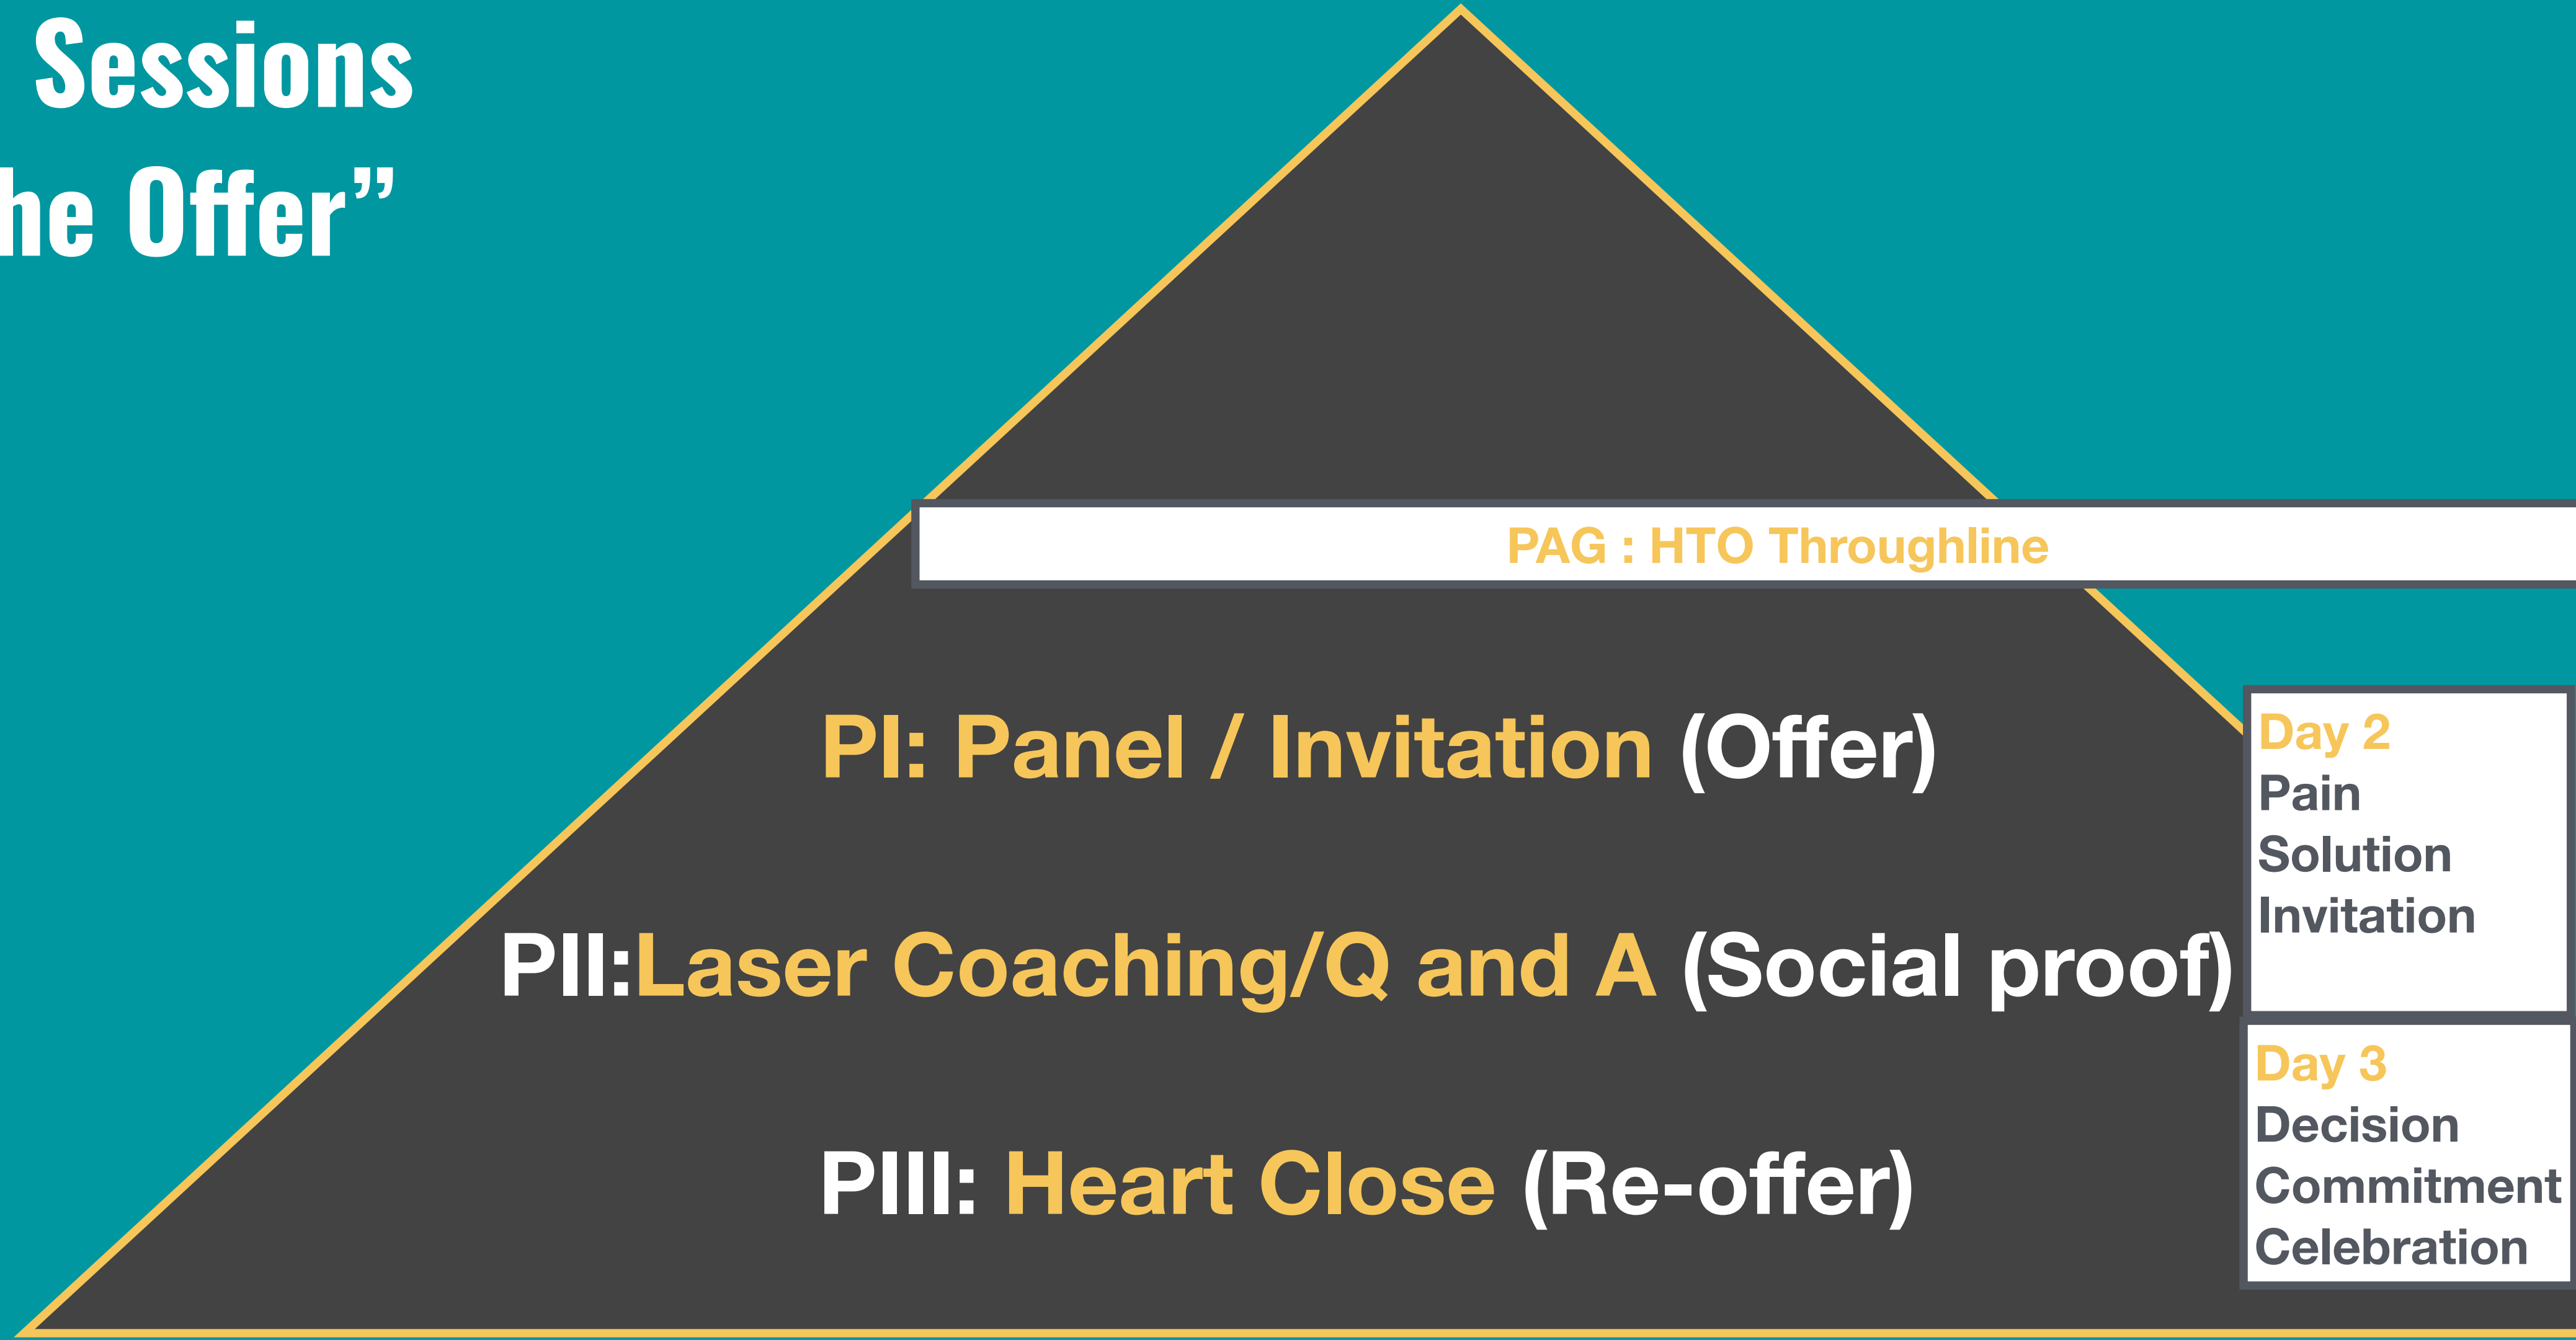 Sessions
he Offer”
PAG : HTO Throughline
PI: Panel / Invitation (Offer)
PII:Laser Coaching/Q and A (Social proof)
PIII: Heart Close (Re-offer)
Day 2
Pain
Solution
Invitation
Day 3
Decision
Commitment
Celebration